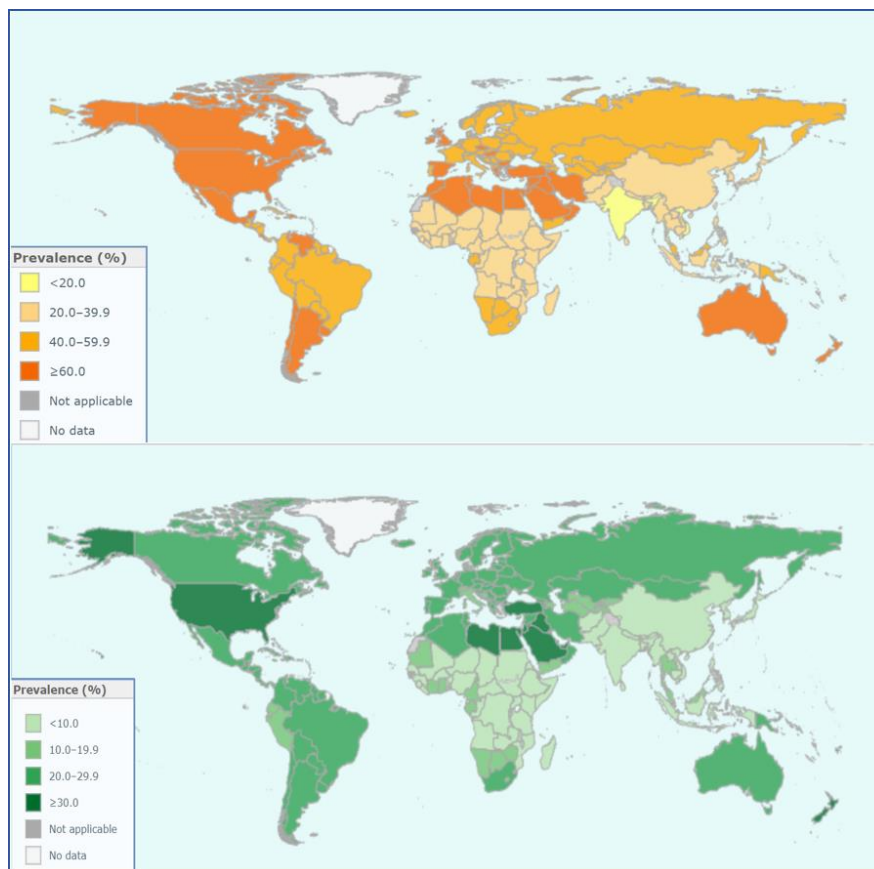 Prevalence (%)
<20.0
20.0–39.9
40.0–59.9
≥60.0
Not applicable
No data
Prevalence (%)
<10.0
10.0–19.9
20.0–29.9
≥30.0
Not applicable
No data